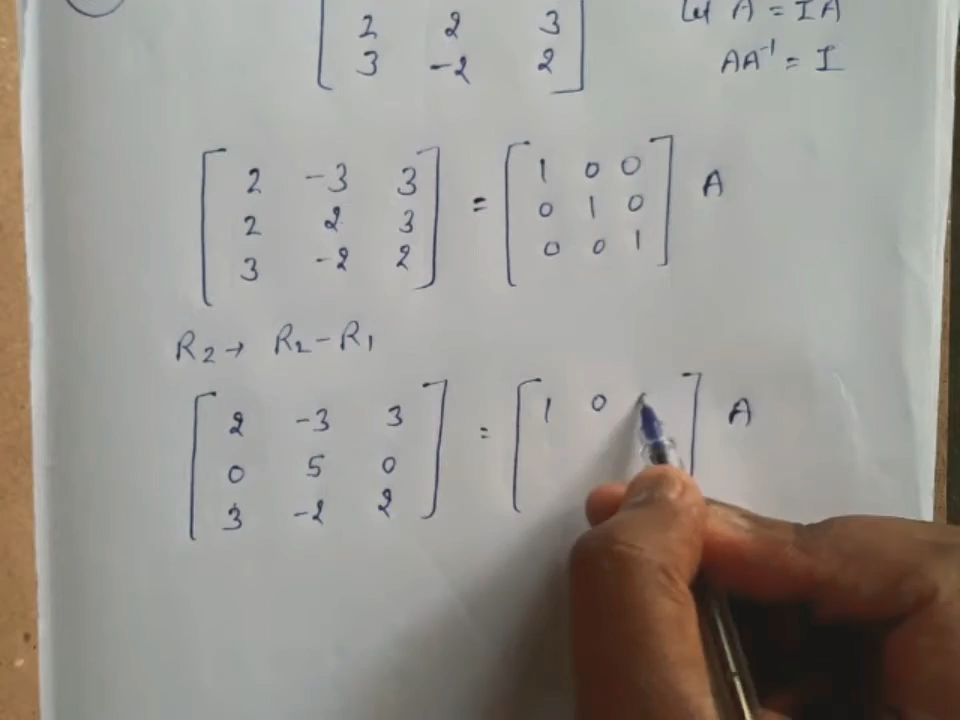 2 2 3 Let A = IA
3 -2 2 AA⁻¹ = I
2 -3 3 = 1 0 0 A
2 2 3 0 1 0
3 -2 2 0 0 1
R₂ → R₂ - R₁
2 -3 3 = 1 0 A
0 5 0
3 -2 2